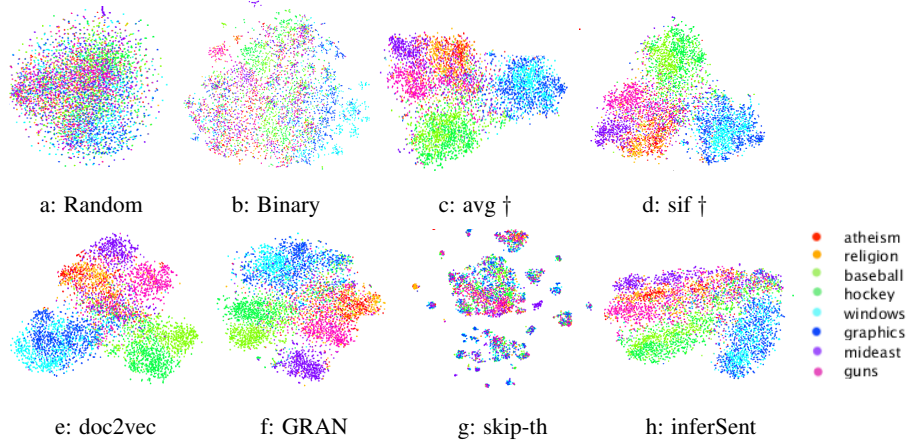 a: Random
b: Binary
c: avg †
d: sif †
atheism
religion
baseball
hockey
windows
graphics
mideast
guns
e: doc2vec
f: GRAN
g: skip-th
h: inferSent